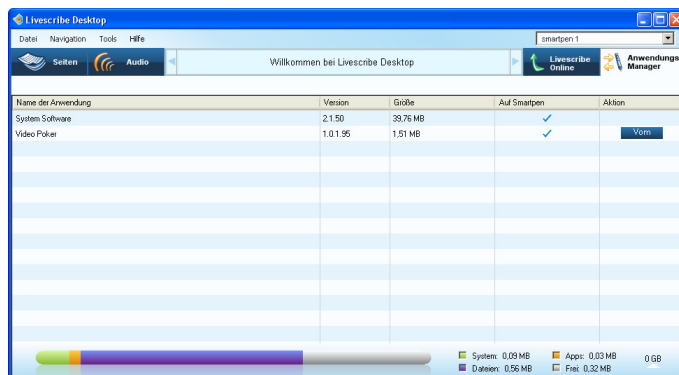 Livescribe Desktop
Datei Navigation Tools Hilfe smartpen 1
Seiten Audio Willkommen bei Livescribe Desktop Livescribe Online Anwendungs Manager
Name der Anwendung Version Größe Auf Smartpen Aktion
System Software 2.1.50 39,76 MB
Video Poker 1.0.1.95 1,51 MB Vom
System: 0,09 MB Apps: 0,03 MB 0 GB
Dateien: 0,56 MB Frei: 0,32 MB